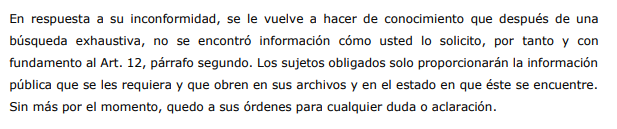 En respuesta a su inconformidad, se le vuelve a hacer de conocimiento que después de una
búsqueda exhaustiva, no se encontró información cómo usted lo solicito, por tanto y con
fundamento al Art. 12, párrafo segundo. Los sujetos obligados solo proporcionarán la información
pública que se les requiera y que obren en sus archivos y en el estado en que éste se encuentre.
Sin más por el momento, quedo a sus órdenes para cualquier duda o aclaración.